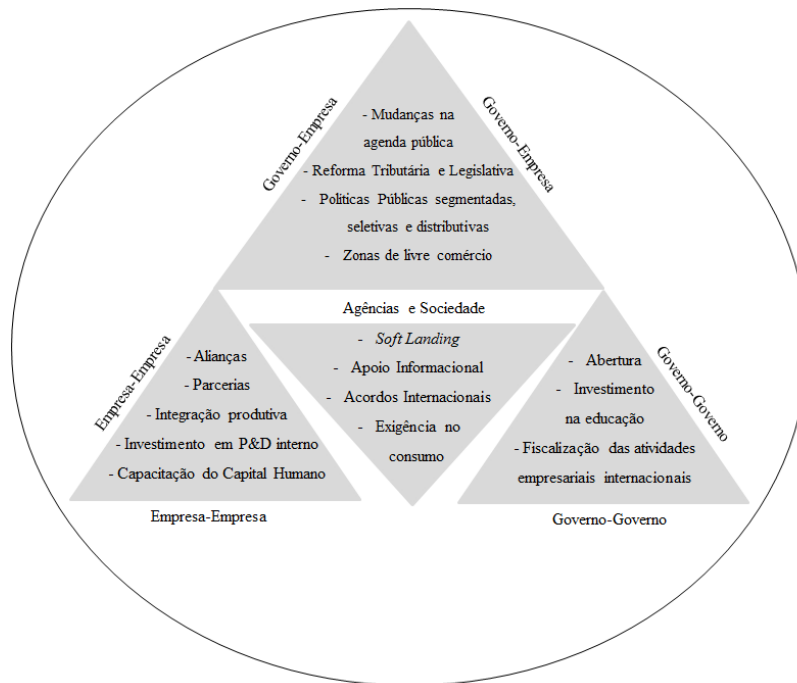 Governo-Empresa
Governo-Empresa
- Mudanças na
agenda pública
- Reforma Tributária e Legislativa
- Políticas Públicas segmentadas,
seletivas e distributivas
- Zonas de livre comércio
Agências e Sociedade
- Soft Landing
- Apoio Informacional
- Acordos Internacionais
- Exigência no
consumo
Empresa-Empresa
- Alianças
- Parcerias
- Integração produtiva
- Investimento em P&D interno
- Capacitação do Capital Humano
Empresa-Empresa
Governo-Governo
- Abertura
- Investimento
na educação
- Fiscalização das atividades
empresariais internacionais
Governo-Governo